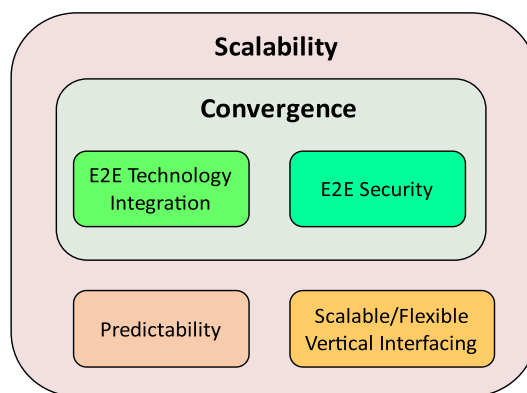 Scalability
Convergence
E2E Technology
Integration
E2E Security
Predictability
Scalable/Flexible
Vertical Interfacing